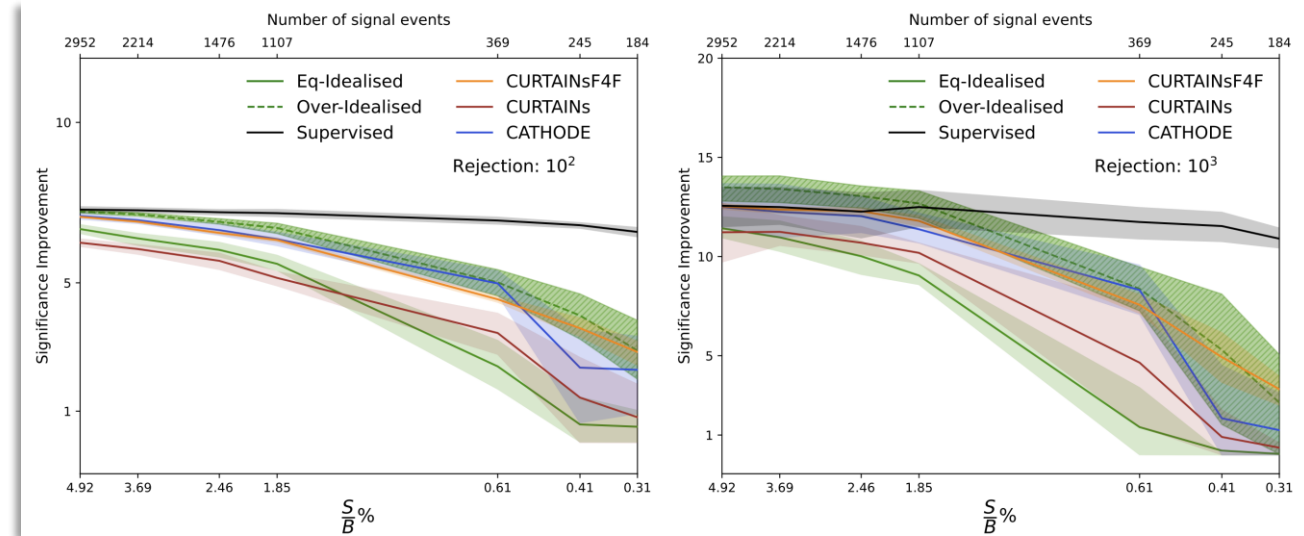 Number of signal events
2952 2214 1476 1107 369 245 184
Eq-Idealised
Over-Idealised
Supervised
CURTAINsF4F
CURTAINs
CATHODE
Rejection: 10²
10
5
1
Significance Improvement
4.92 3.69 2.46 1.85 0.61 0.41 0.31
S/B %
Number of signal events
2952 2214 1476 1107 369 245 184
20
Eq-Idealised
Over-Idealised
Supervised
CURTAINsF4F
CURTAINs
CATHODE
Rejection: 10³
15
10
5
1
Significance Improvement
4.92 3.69 2.46 1.85 0.61 0.41 0.31
S/B %